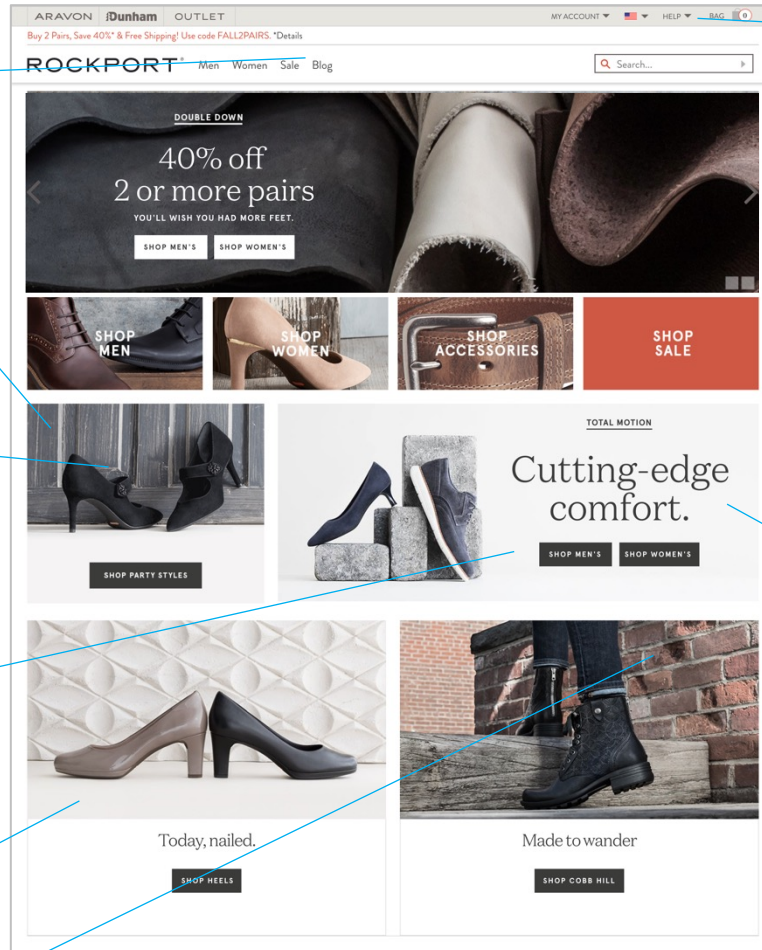 ARAVON Dunham OUTLET MY ACCOUNT HELP BAG 0
Buy 2 Pairs, Save 40%* & Free Shipping! Use code FALL2PAIRS. *Details
ROCKPORT® Men Women Sale Blog Search...
DOUBLE DOWN
40% off
2 or more pairs
YOU'LL WISH YOU HAD MORE FEET.
SHOP MEN'S SHOP WOMEN'S
SHOP
MEN
SHOP
WOMEN
SHOP
ACCESSORIES
SHOP
SALE
SHOP PARTY STYLES
TOTAL MOTION
Cutting-edge
comfort.
SHOP MEN'S SHOP WOMEN'S
Today, nailed.
SHOP HEELS
Made to wander
SHOP COBB HILL